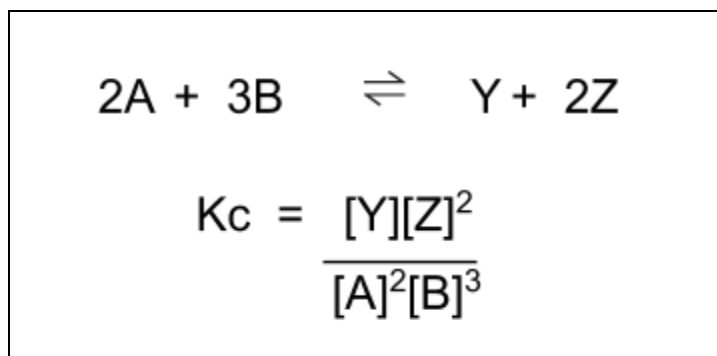 2A + 3B ⇌ Y + 2Z
Kc = [Y][Z]²
[A]²[B]³